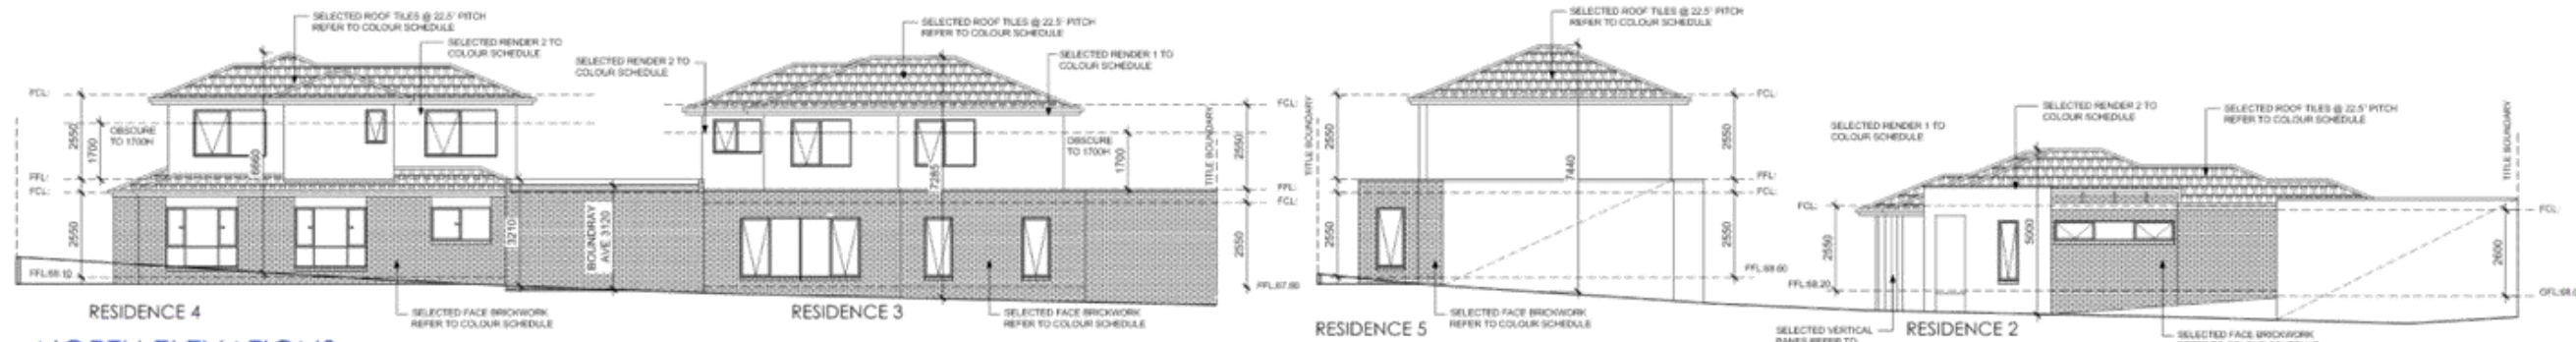 SELECTED ROOF TILES @ 22.5° PITCH
REFER TO COLOUR SCHEDULE
SELECTED RENDER 2 TO
COLOUR SCHEDULE
FCL:
2550
1700
OBSCURE
TO 1700H
6660
FFL:
FCL:
2550
FFL:68.10
3210
BOUNDRAY
AVE 3120
RESIDENCE 4
SELECTED FACE BRICKWORK
REFER TO COLOUR SCHEDULE
SELECTED RENDER 2 TO
COLOUR SCHEDULE
SELECTED ROOF TILES @ 22.5° PITCH
REFER TO COLOUR SCHEDULE
SELECTED RENDER 1 TO
COLOUR SCHEDULE
TITLE BOUNDARY
FCL:
2550
OBSCURE
TO 1700H
1700
7285
FFL:
FCL:
2550
FFL:67.80
RESIDENCE 3
SELECTED FACE BRICKWORK
REFER TO COLOUR SCHEDULE
SELECTED ROOF TILES @ 22.5° PITCH
REFER TO COLOUR SCHEDULE
TITLE BOUNDARY
FCL:
2550
2550
7440
FFL:
FCL:
2550
2550
FFL:68.60
RESIDENCE 5
SELECTED FACE BRICKWORK
REFER TO COLOUR SCHEDULE
SELECTED RENDER 1 TO
COLOUR SCHEDULE
SELECTED RENDER 2 TO
COLOUR SCHEDULE
SELECTED ROOF TILES @ 22.5° PITCH
REFER TO COLOUR SCHEDULE
TITLE BOUNDARY
FCL:
FCL:
2550
5000
2600
FFL:68.20
RESIDENCE 2
SELECTED VERTICAL
SELECTED FACE BRICKWORK